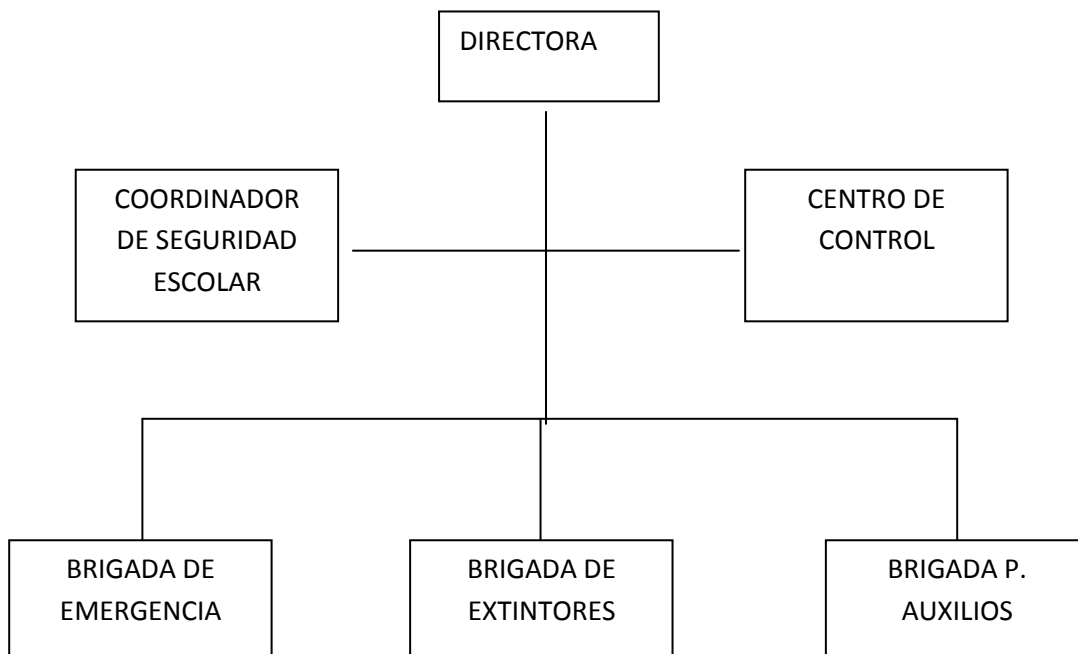 DIRECTORA
COORDINADOR
DE SEGURIDAD
ESCOLAR
CENTRO DE
CONTROL
BRIGADA DE
EMERGENCIA
BRIGADA DE
EXTINTORES
BRIGADA P.
AUXILIOS